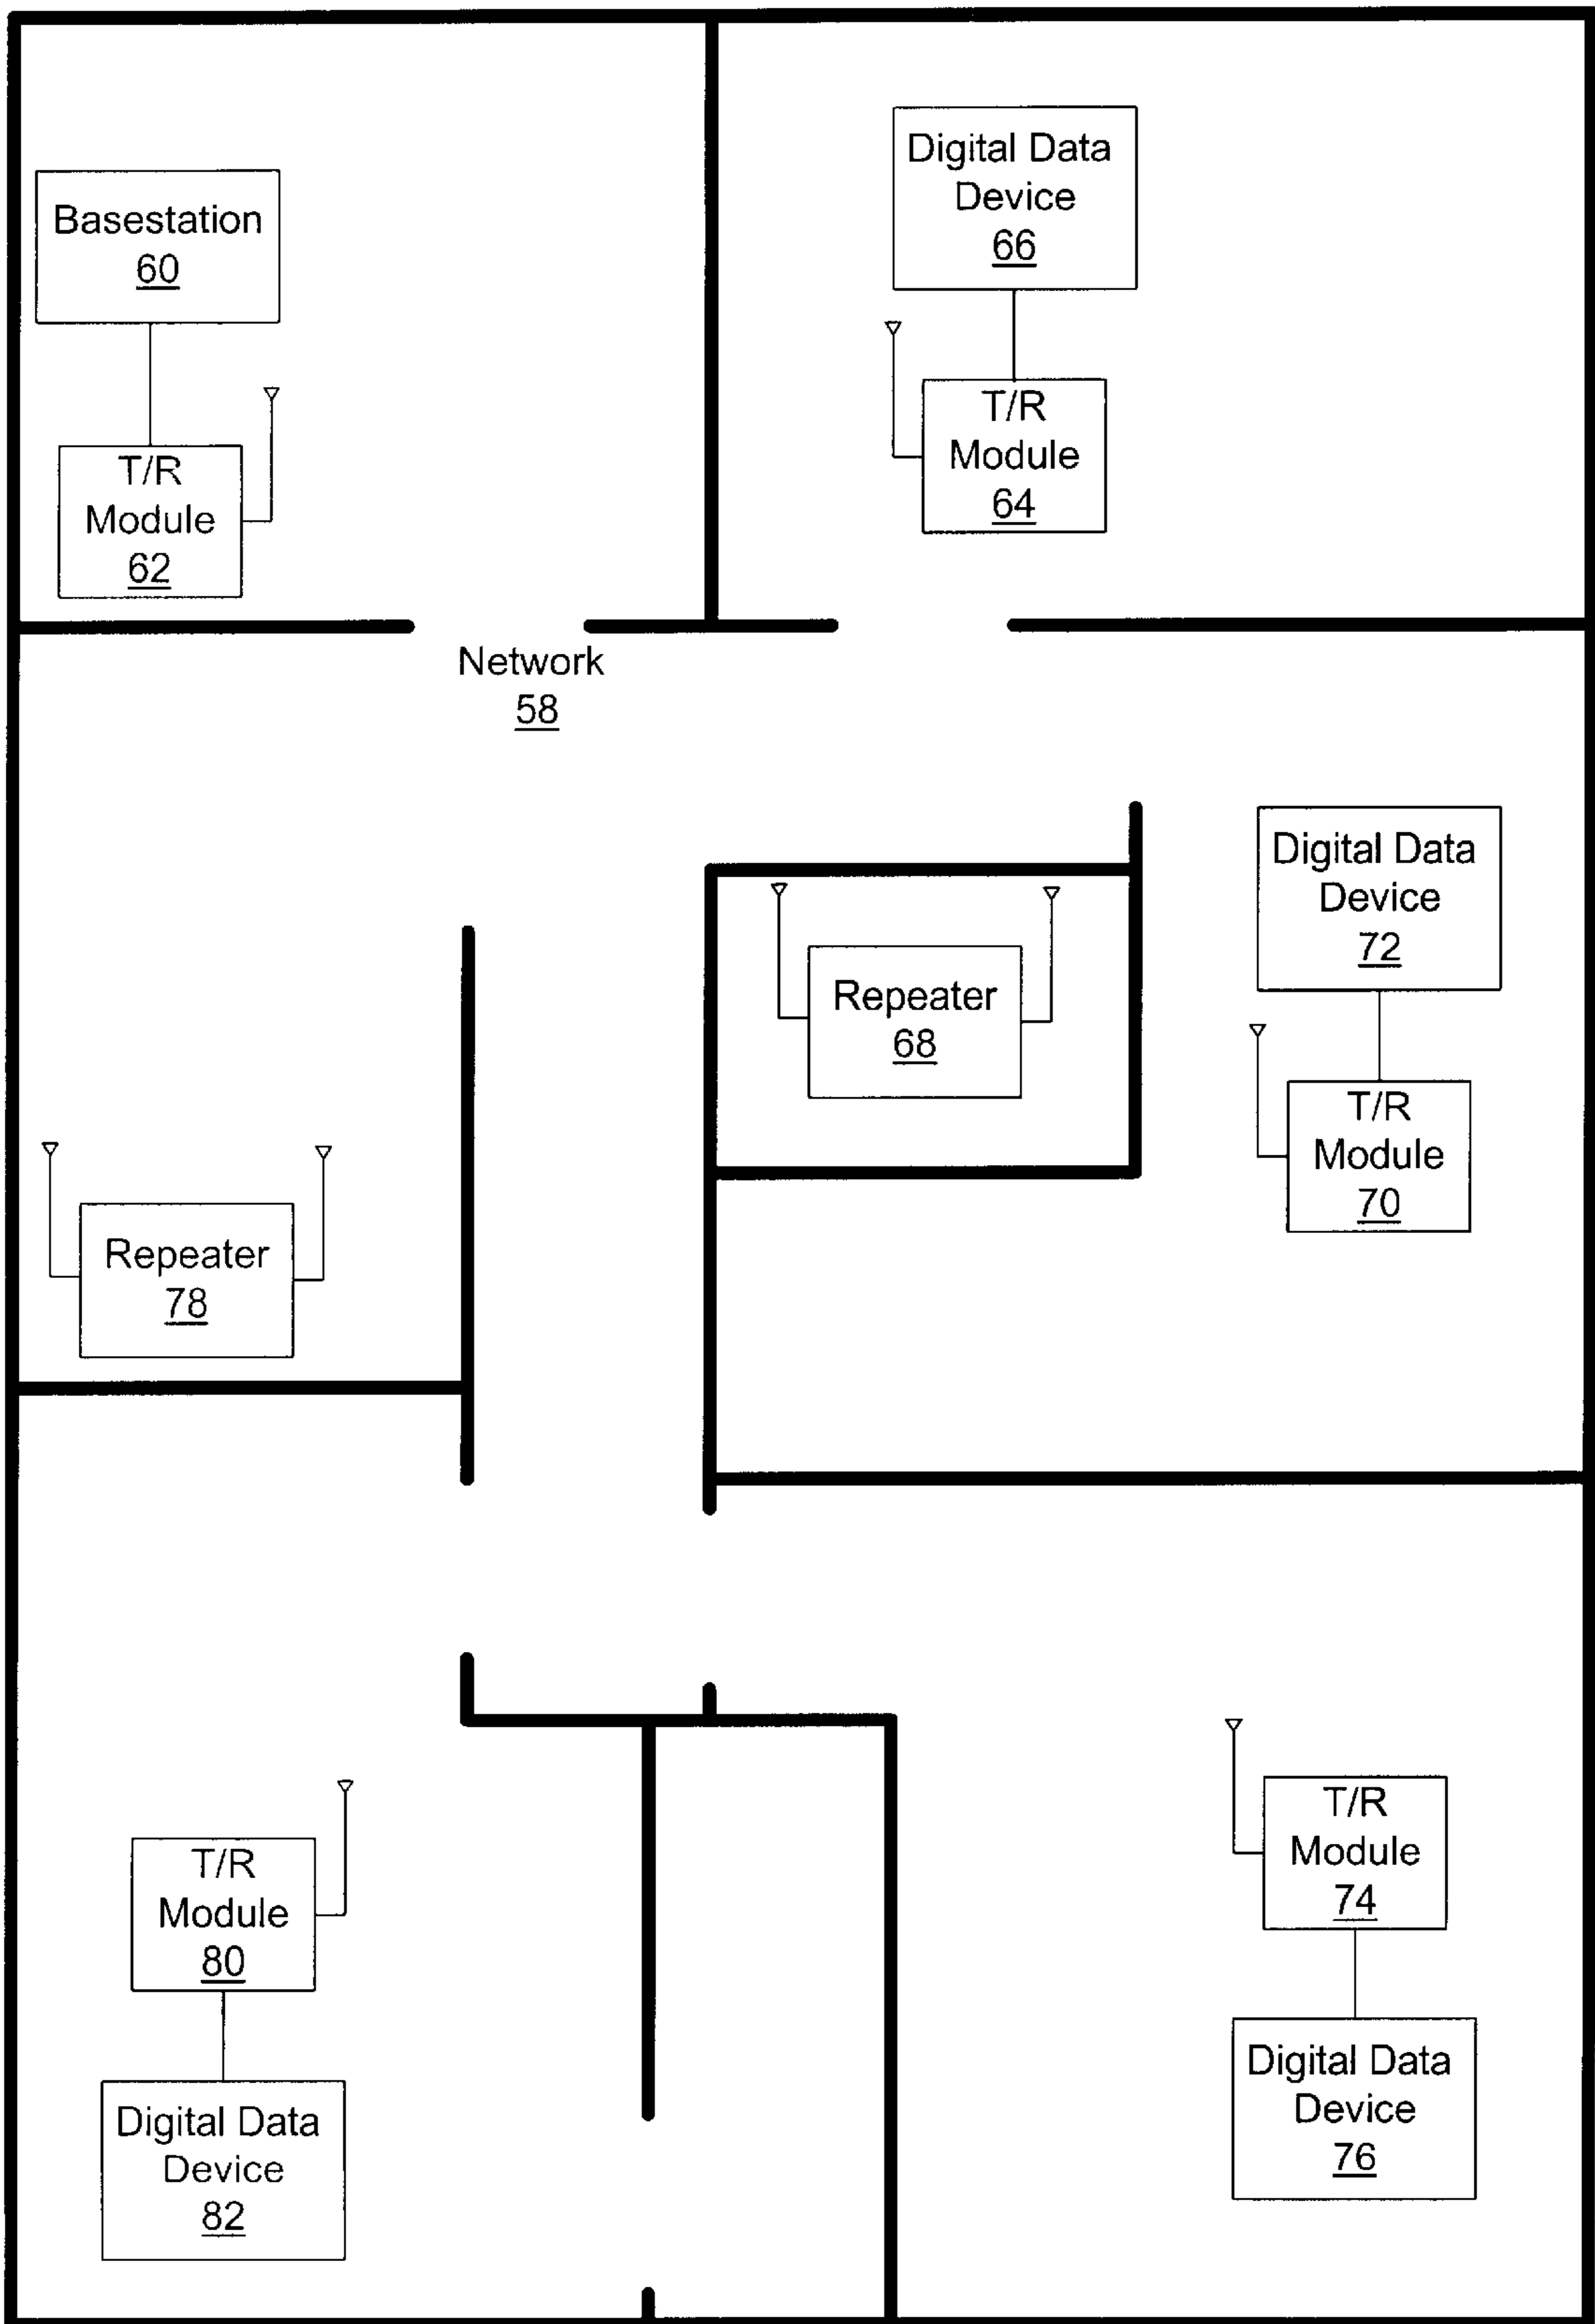 Basestation
60
T/R
Module
62
Digital Data
Device
66
T/R
Module
64
Network
58
Digital Data
Device
72
Repeater
68
T/R
Module
70
Repeater
78
T/R
Module
80
Digital Data
Device
82
T/R
Module
74
Digital Data
Device
76